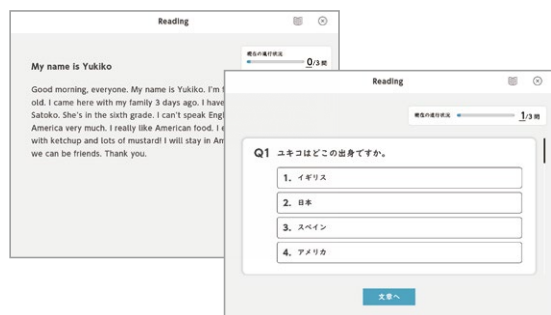 Reading
現在の進行状況
0/3 問
My name is Yukiko
Good morning, everyone. My name is Yukiko. I'm
old. I came here with my family 3 days ago. I have
Satoko. She's in the sixth grade. I can't speak Engl
America very much. I really like American food. I e
with ketchup and lots of mustard! I will stay in Am
we can be friends. Thank you.
Reading
現在の進行状況
1/3 問
Q1 ユキコはどこの出身ですか。
1. イギリス
2. 日本
3. スペイン
4. アメリカ
文章へ